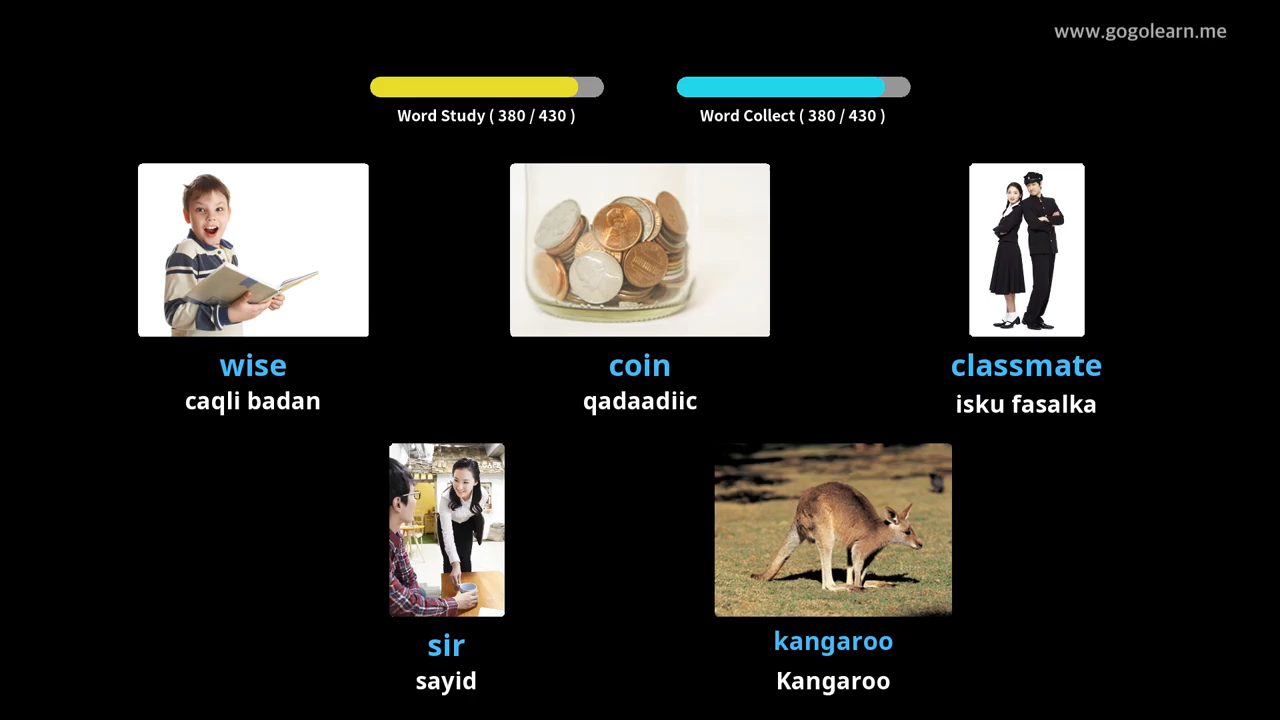 www.gogolearn.me
Word Study ( 380 / 430 )
Word Collect ( 380 / 430 )
wise
caqli badan
coin
qadaadiic
classmate
isku fasalka
sir
sayid
kangaroo
Kangaroo